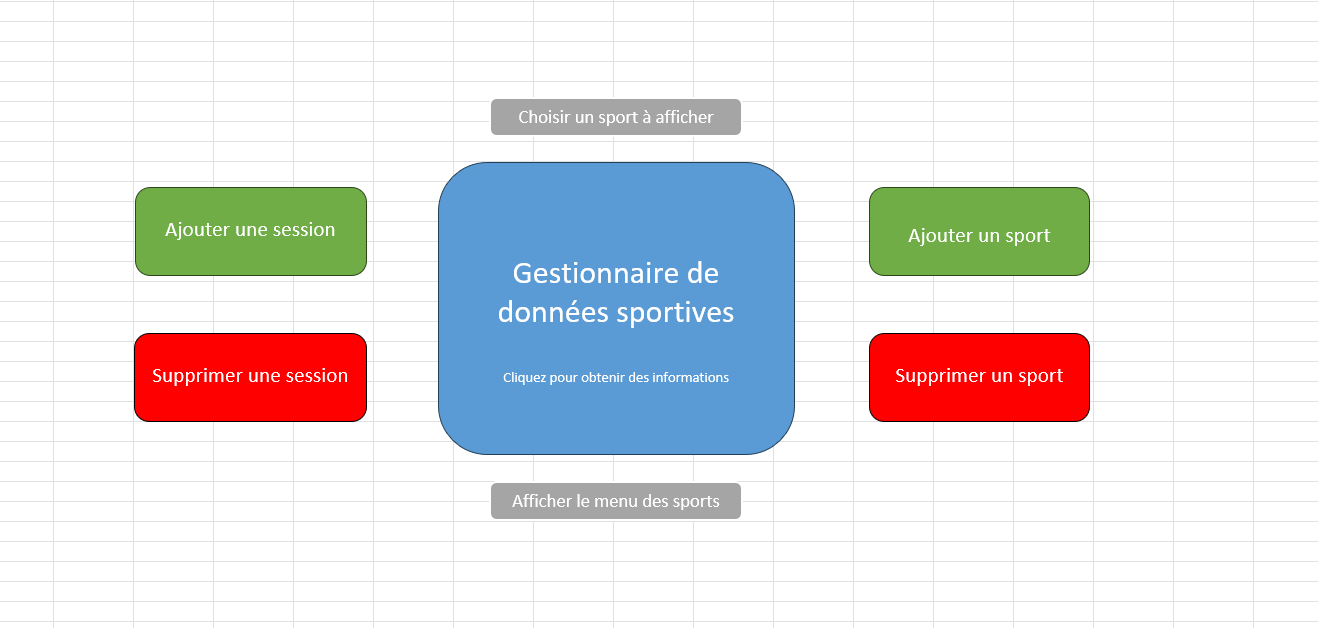 Choisir un sport à afficher
Ajouter une session
Ajouter un sport
Gestionnaire de
données sportives
Supprimer une session
Cliquez pour obtenir des informations
Supprimer un sport
Afficher le menu des sports